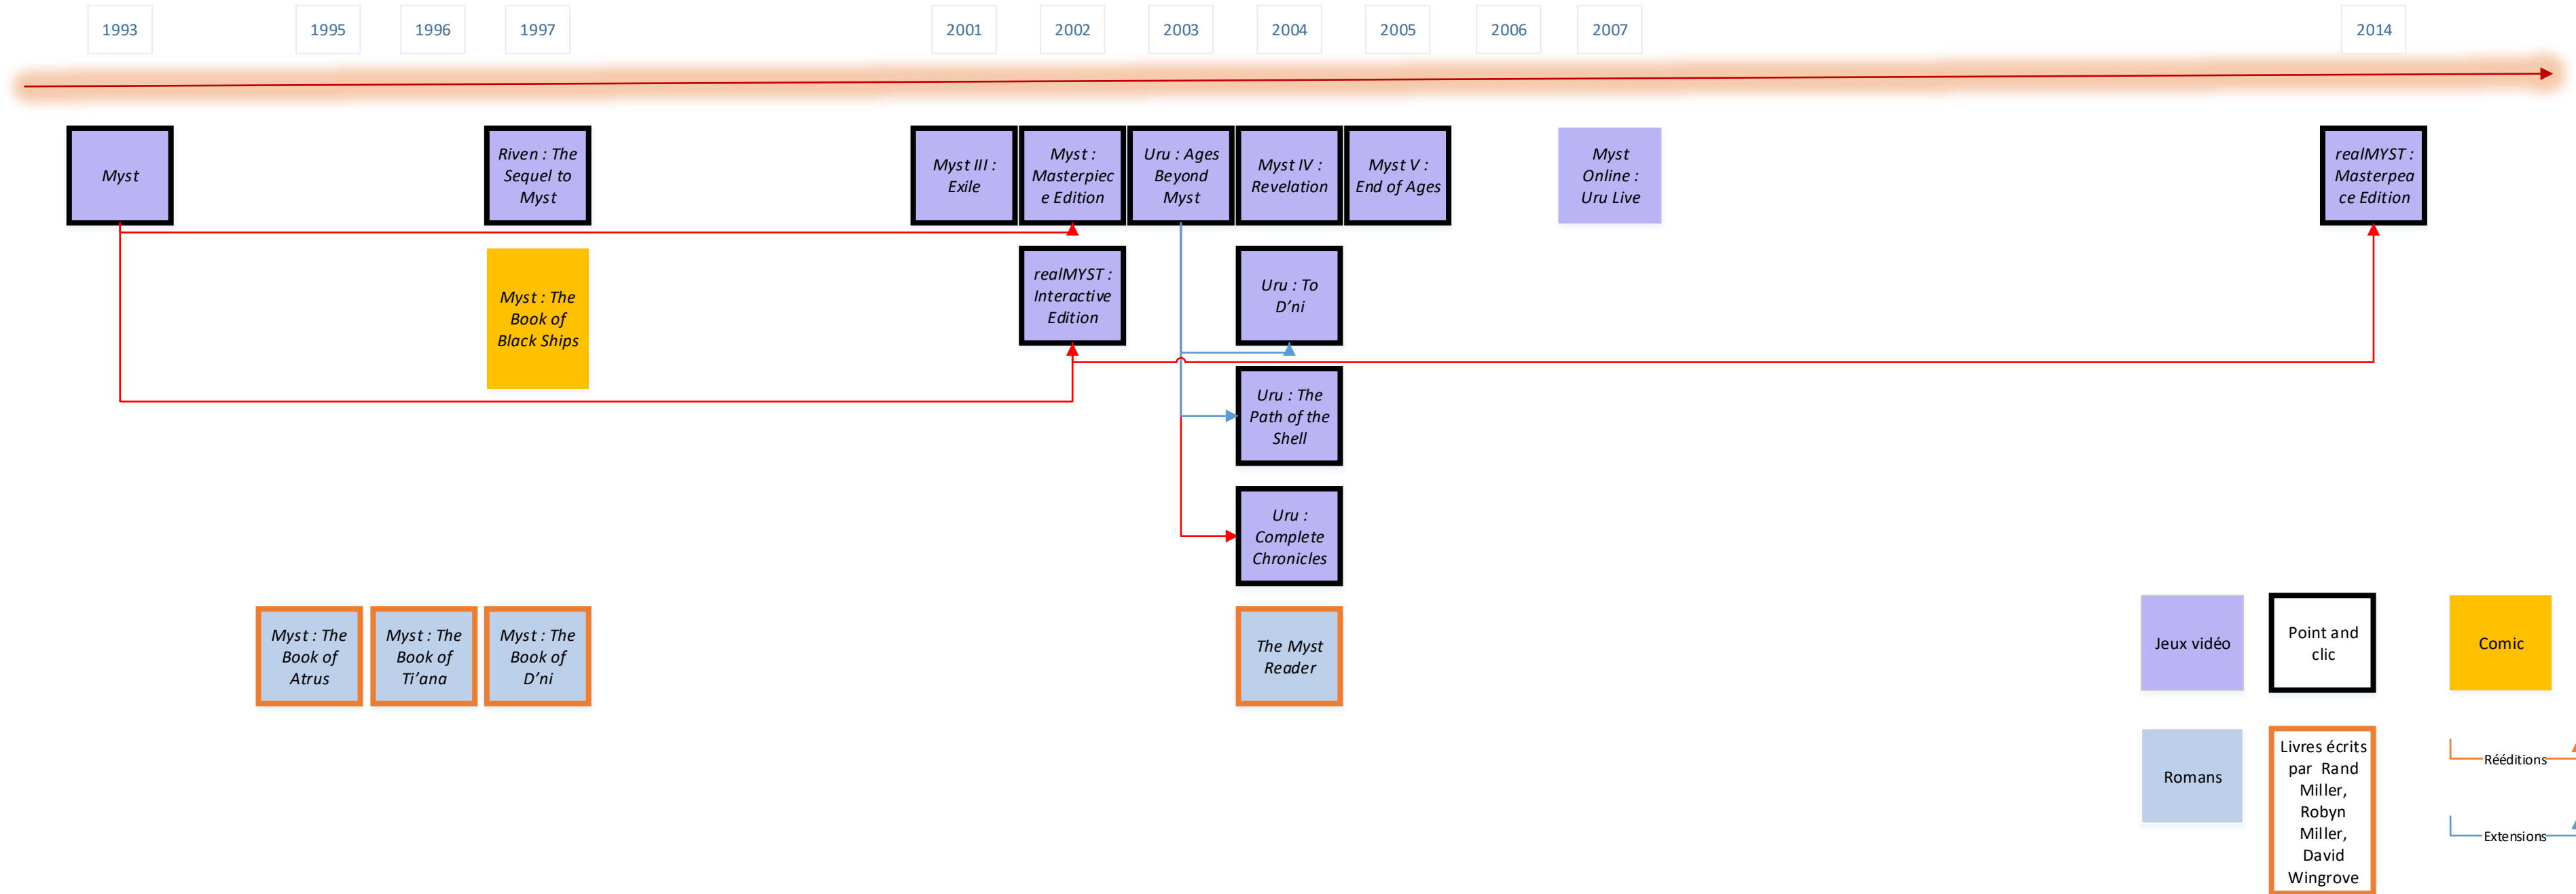 1993
1995
1996
1997
2001
2002
2003
2004
2005
2006
2007
2014
Myst
Riven : The
Sequel to
Myst
Myst III :
Exile
Myst :
Masterpiec
e Edition
Uru : Ages
Beyond
Myst
Myst IV :
Revelation
Myst V :
End of Ages
Myst
Online :
Uru Live
realMYST :
Masterpea
ce Edition
Myst : The
Book of
Black Ships
realMYST :
Interactive
Edition
Uru : To
D’ni
Uru : The
Path of the
Shell
Uru :
Complete
Chronicles
Myst : The
Book of
Atrus
Myst : The
Book of
Ti’ana
Myst : The
Book of
D’ni
The Myst
Reader
Jeux vidéo
Point and
clic
Comic
Romans
Livres écrits
par Rand
Miller,
Robyn
Miller,
David
Wingrove
Rééditions
Extensions